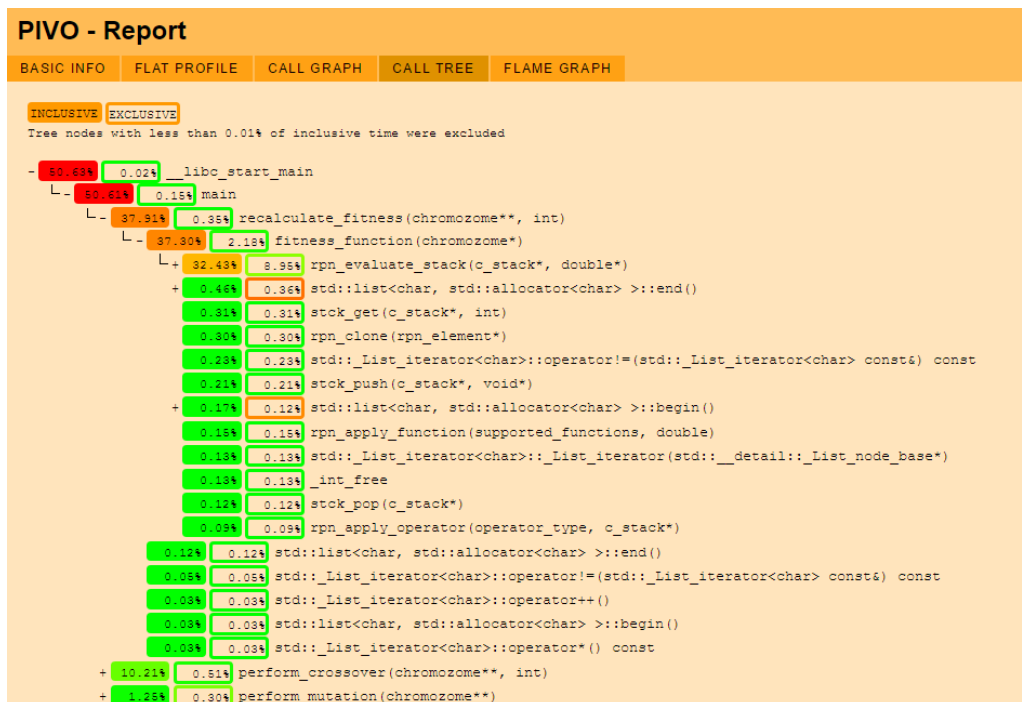 PIVO - Report
BASIC INFO FLAT PROFILE CALL GRAPH CALL TREE FLAME GRAPH
INCLUSIVE EXCLUSIVE
Tree nodes with less than 0.01% of inclusive time were excluded
- 50.63% 0.02% __libc_start_main
- 50.61% 0.15% main
- 37.91% 0.35% recalculate_fitness(chromozome**, int)
- 37.30% 2.18% fitness_function(chromozome*)
+ 32.43% 8.95% rpn_evaluate_stack(c_stack*, double*)
+ 0.46% 0.36% std::list<char, std::allocator<char> >::end()
0.31% 0.31% stck_get(c_stack*, int)
0.30% 0.30% rpn_clone(rpn_element*)
0.23% 0.23% std::_List_iterator<char>::operator!=(std::_List_iterator<char> const&) const
0.21% 0.21% stck_push(c_stack*, void*)
+ 0.17% 0.12% std::list<char, std::allocator<char> >::begin()
0.15% 0.15% rpn_apply_function(supported_functions, double)
0.13% 0.13% std::_List_iterator<char>::_List_iterator(std::__detail::_List_node_base*)
0.13% 0.13% _int_free
0.12% 0.12% stck_pop(c_stack*)
0.09% 0.09% rpn_apply_operator(operator_type, c_stack*)
0.12% 0.12% std::list<char, std::allocator<char> >::end()
0.05% 0.05% std::_List_iterator<char>::operator!=(std::_List_iterator<char> const&) const
0.03% 0.03% std::_List_iterator<char>::operator++()
0.03% 0.03% std::list<char, std::allocator<char> >::begin()
0.03% 0.03% std::_List_iterator<char>::operator*() const
+ 10.21% 0.51% perform_crossover(chromozome**, int)
+ 1.25% 0.30% perform_mutation(chromozome**)